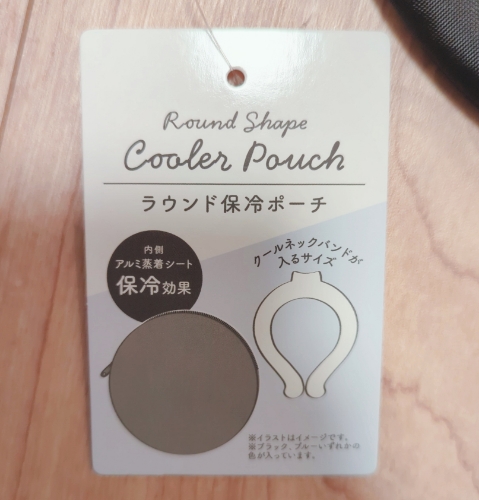 Round Shape
Cooler Pouch
ラウンド保冷ポーチ
内側
アルミ蒸着シート
保冷効果
クールネックバンドが
入るサイズ
※イラストはイメージです。
※ブラック、ブルーいずれかの
色が入っています。